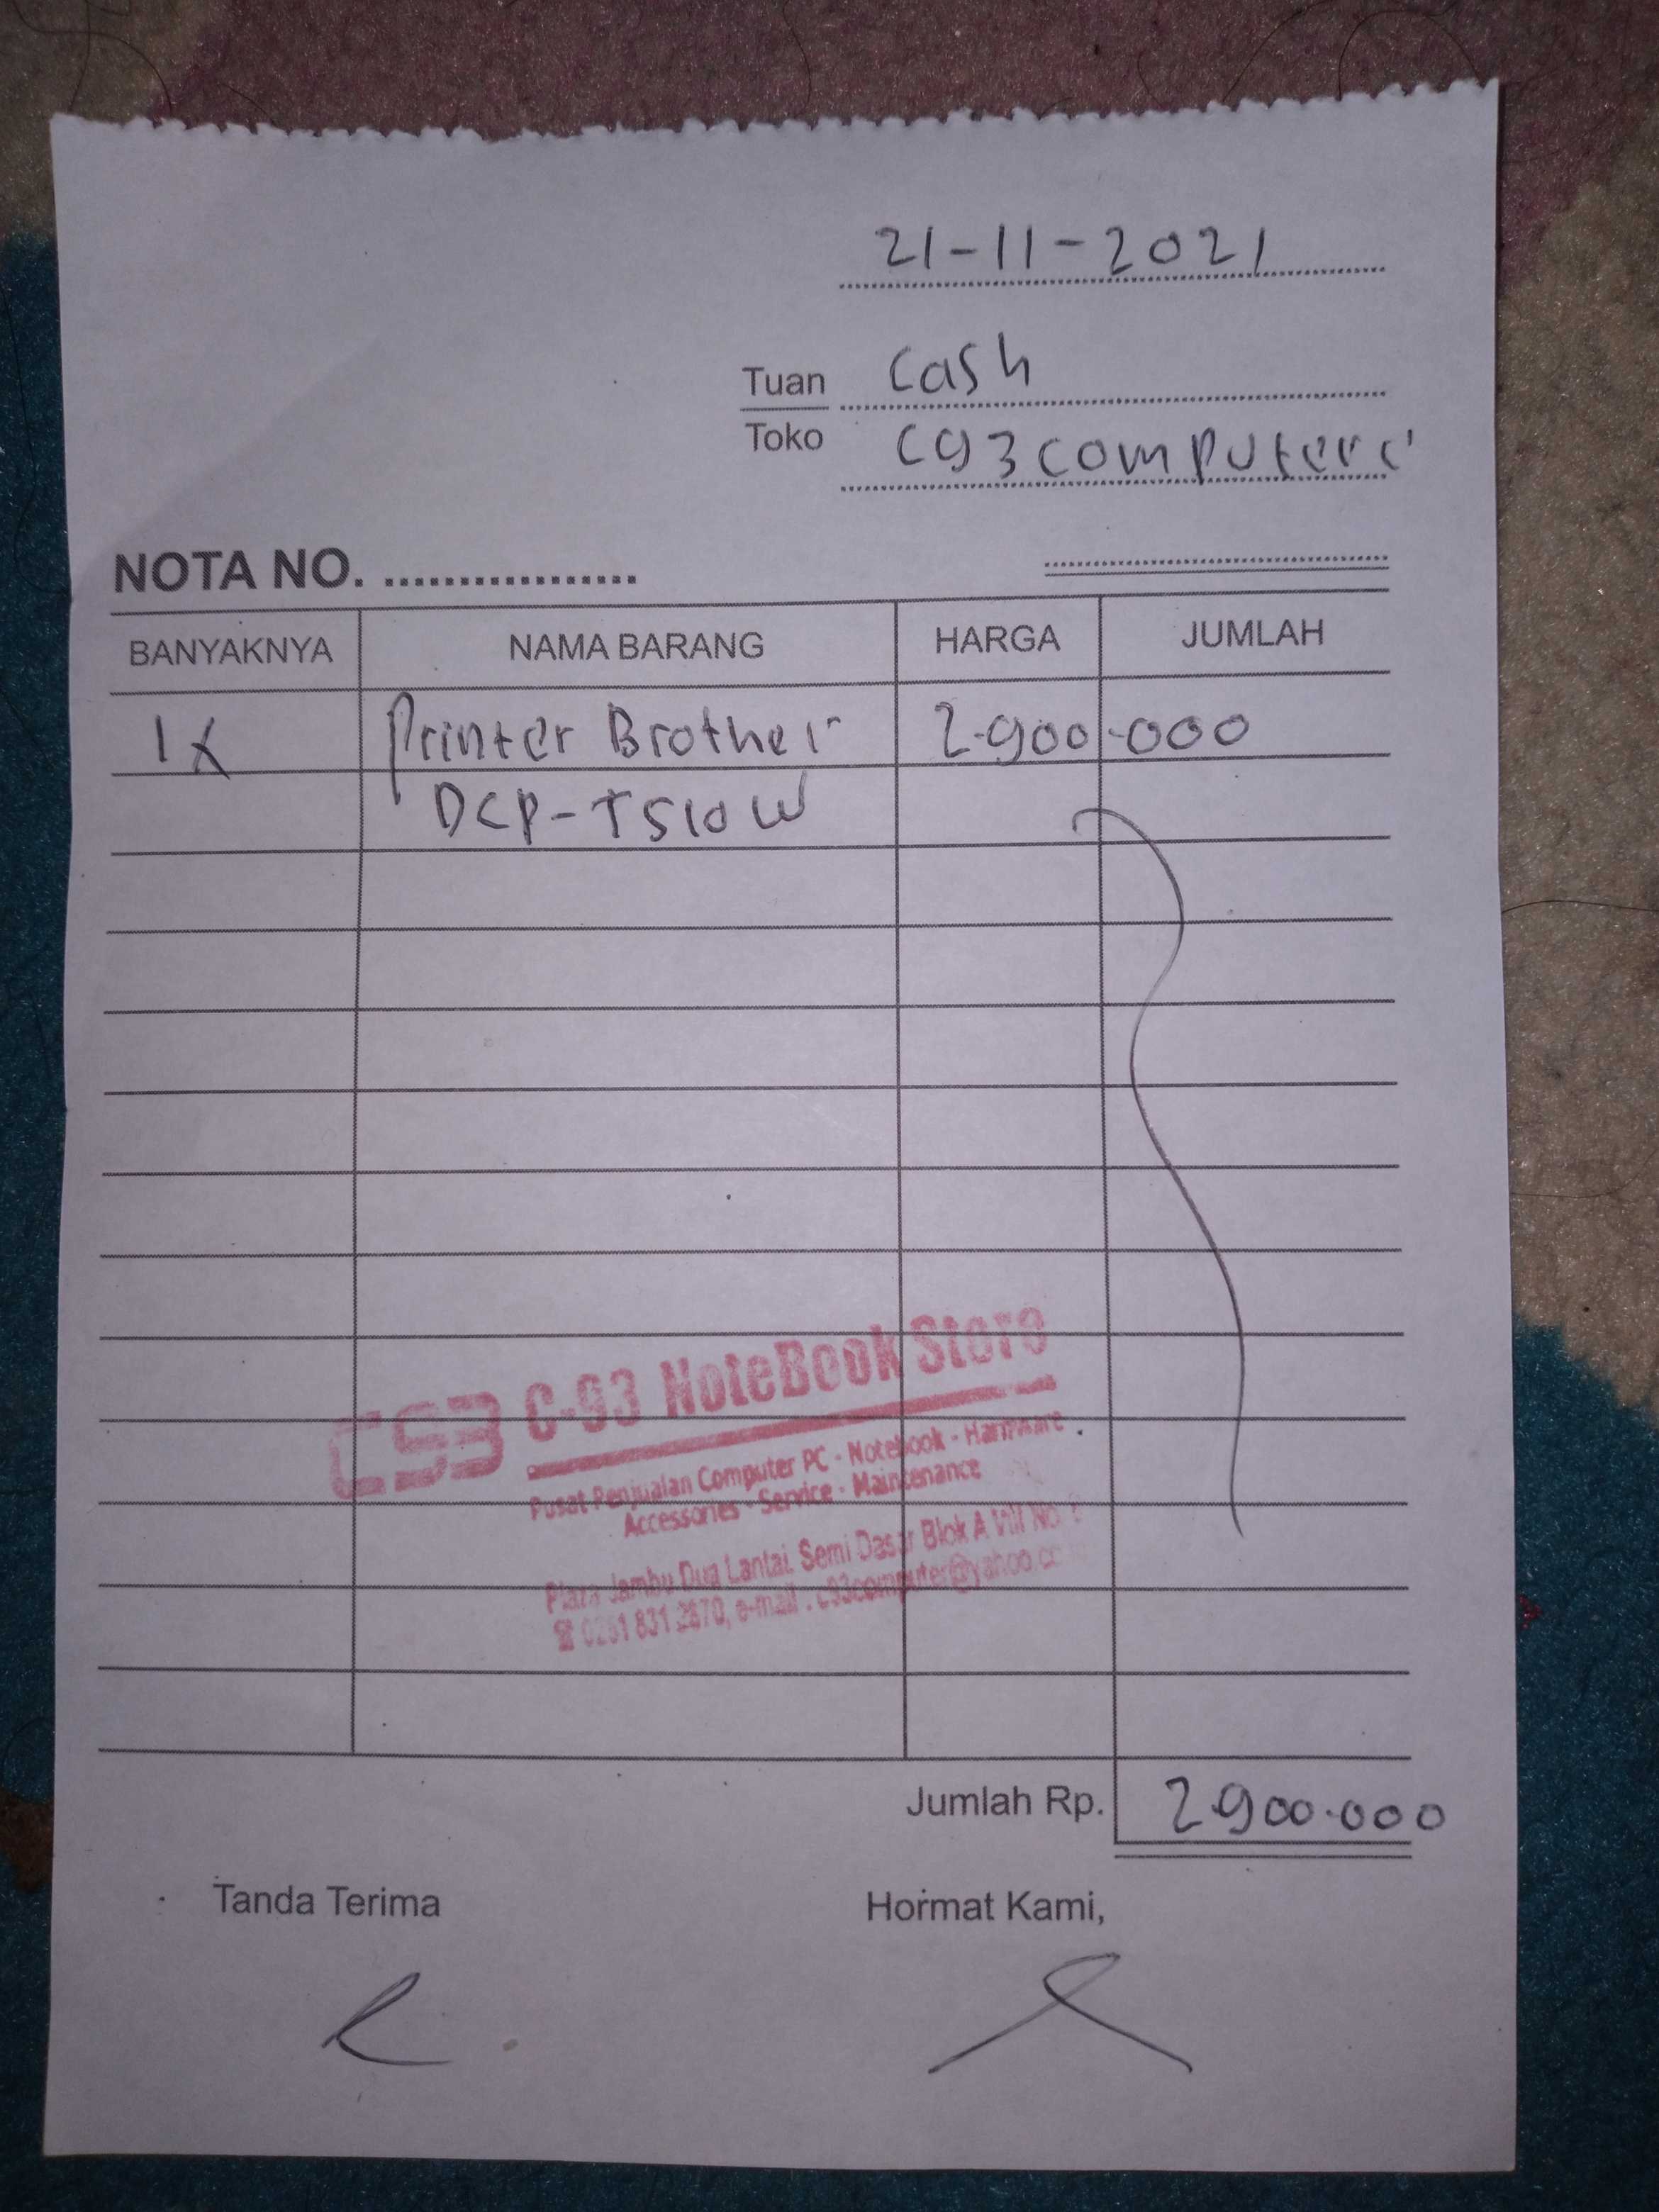 21-11-2021
Tuan Cash
Toko C93computer
NOTA NO. .................
BANYAKNYA NAMA BARANG HARGA JUMLAH
1X Printer Brother 2.900.000
DCP-T510W
C93 C-93 NoteBook Store
Pusat Penjualan Computer PC - Notebook - Hardware
Accessories - Service - Maintenance
Plaza Jambu Dua Lantai. Semi Dasar Blok A VIII No.
0251 831 2870, e-mail : c93computer@yahoo.co
Jumlah Rp. 2.900.000
Tanda Terima Hormat Kami,